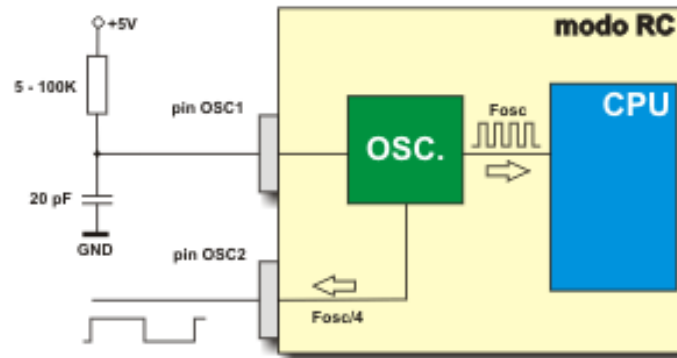 +5V
modo RC
5 - 100K
pin OSC1
Fosc
CPU
OSC.
20 pF
GND
pin OSC2
Fosc/4